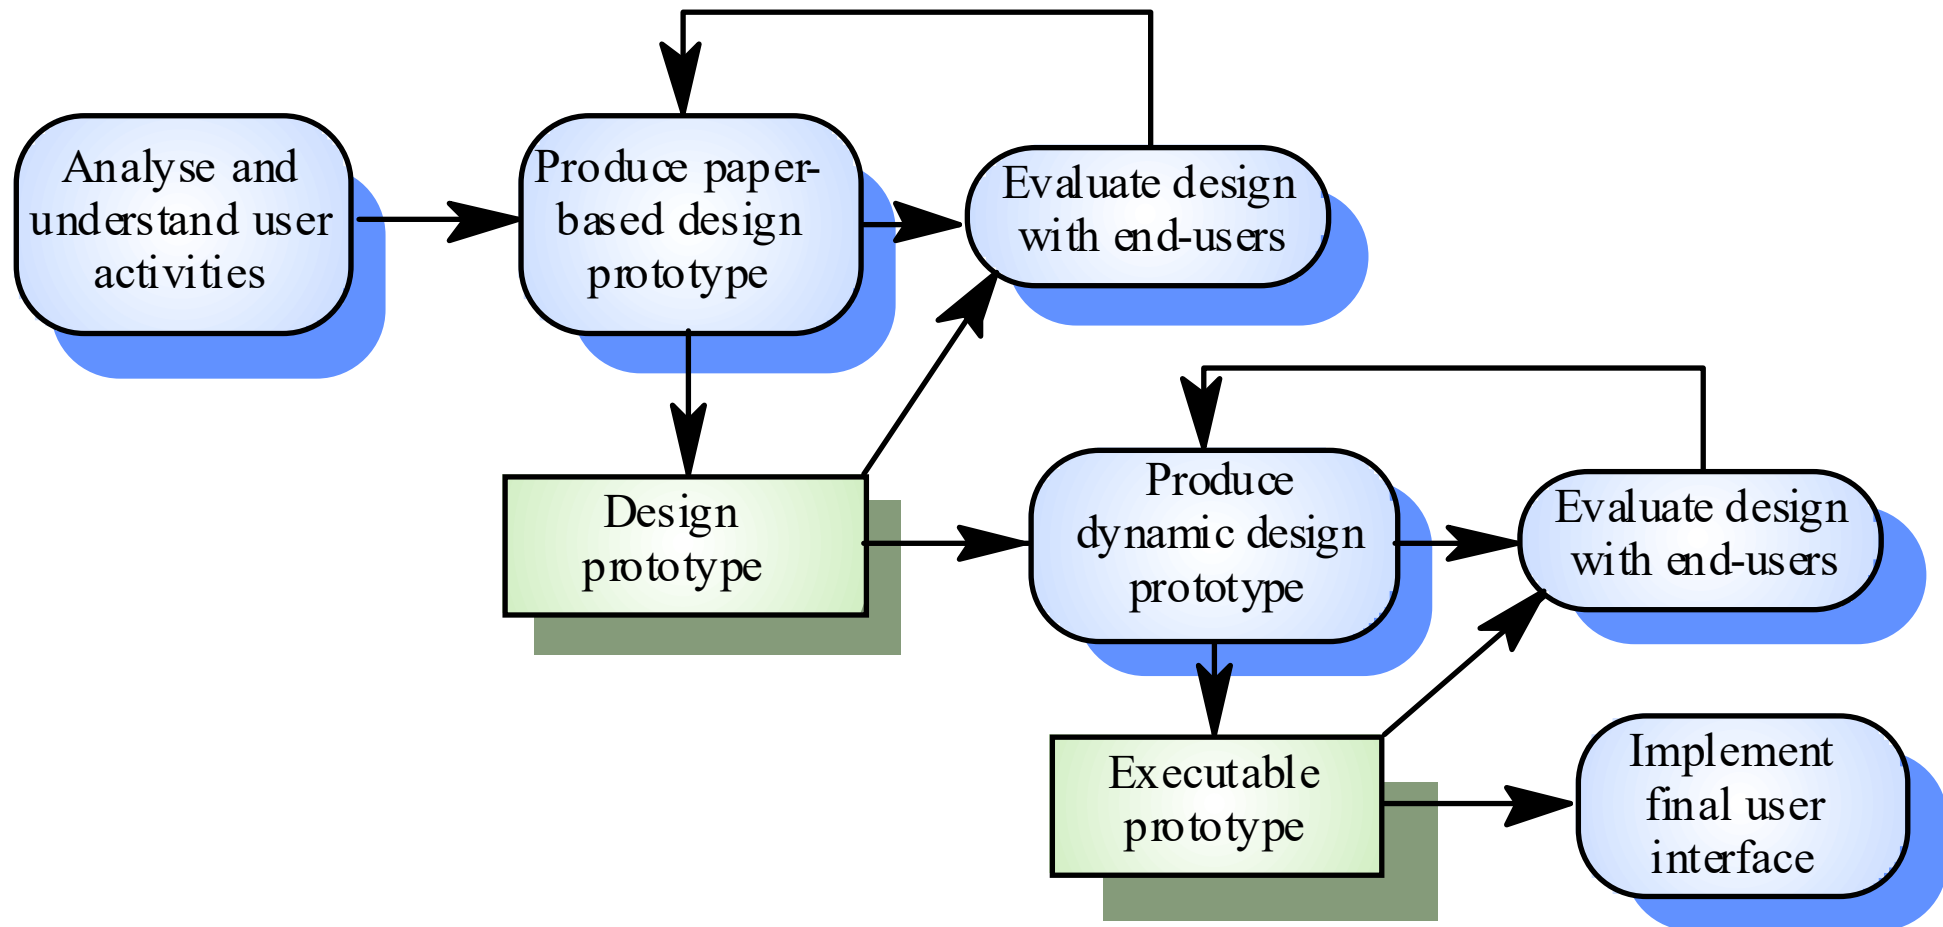 Analyse and
understand user
activities
Produce paper-
based design
prototype
Evaluate design
with end-users
Design
prototype
Produce
dynamic design
prototype
Evaluate design
with end-users
Executable
prototype
Implement
final user
interface